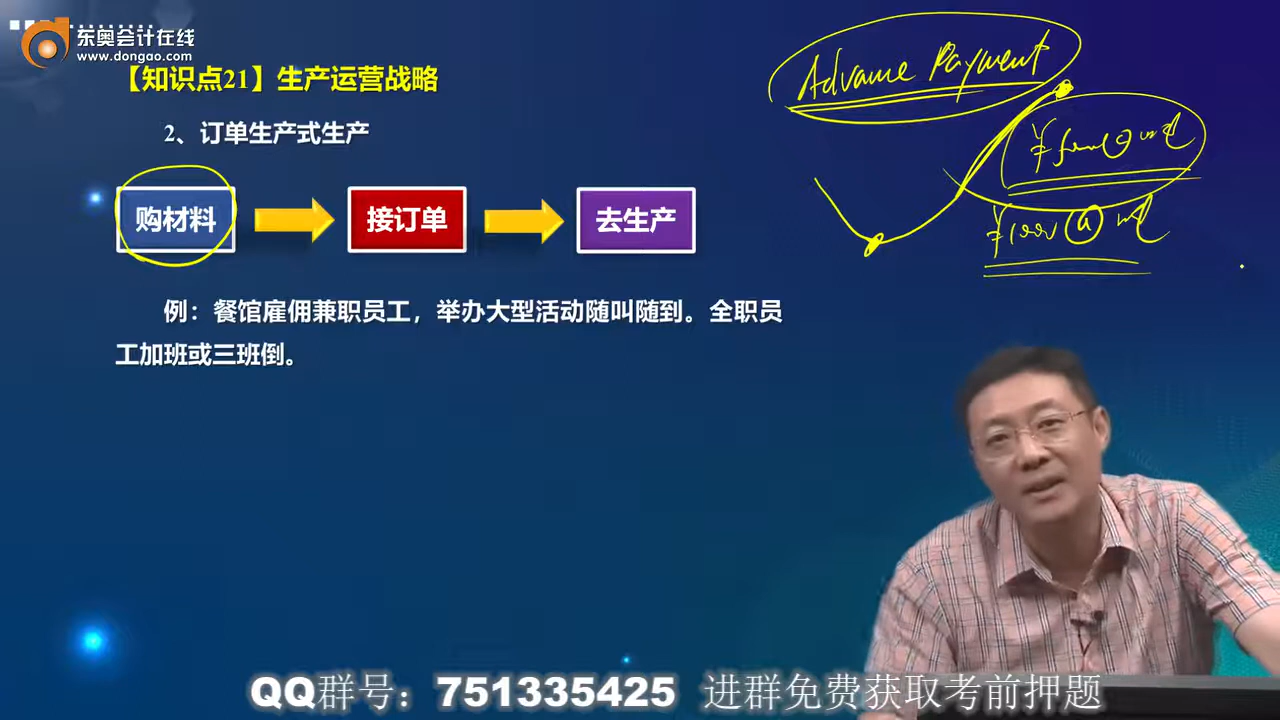 东奥会计在线
www.dongao.com
【知识点21】生产运营战略
Advance Payment
2、订单生产式生产
购材料
接订单
去生产
例：餐馆雇佣兼职员工，举办大型活动随叫随到。全职员
工加班或三班倒。
QQ群号：751335425 进群免费获取考前押题